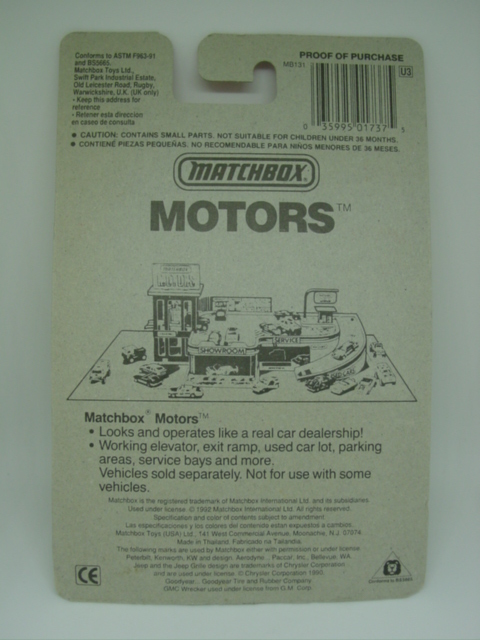 Conforms to ASTM F963-91
and BS5665.
Matchbox Toys Ltd.,
Swift Park Industrial Estate,
Old Leicester Road, Rugby,
Warwickshire, U.K. (UK only)
- Keep this address for
reference
- Retener esta direccion
en caseo de consulta
PROOF OF PURCHASE
MB131
U3
0 35995 01737 5
• CAUTION: CONTAINS SMALL PARTS. NOT SUITABLE FOR CHILDREN UNDER 36 MONTHS.
• CONTIENÉ PIEZAS PEQUEÑAS. NO RECOMENDABLE PARA NIÑOS MENORES DE 36 MESES.
MATCHBOX
MOTORS™
SHOWROOM
SERVICE
USED CARS
Matchbox® Motors™
• Looks and operates like a real car dealership!
• Working elevator, exit ramp, used car lot, parking
areas, service bays and more.
Vehicles sold separately. Not for use with some
vehicles.
Matchbox is the registered trademark of Matchbox International Ltd. and its subsidiaries.
Used under license. © 1992 Matchbox International Ltd. All rights reserved.
Specification and color of contents subject to amendment.
Las especificaciones y los colores del contenido estan expuestos a cambios.
Matchbox Toys (USA) Ltd., 141 West Commercial Avenue, Moonachie, N.J. 07074.
Made in Thailand. Fabricado na Tailandia
The following marks are used by Matchbox either with permission or under license:
Peterbilt, Kenworth, KW and design, Aerodyne, Paccar, Inc., Bellevue, WA.
Jeep and the Jeep Grille design are trademarks of Chrysler Corporation
and are used under license. © Chrysler Corporation 1990.
Goodyear, Goodyear Tire and Rubber Company.
GMC Wrecker used under license from G.M. Corp.
CE